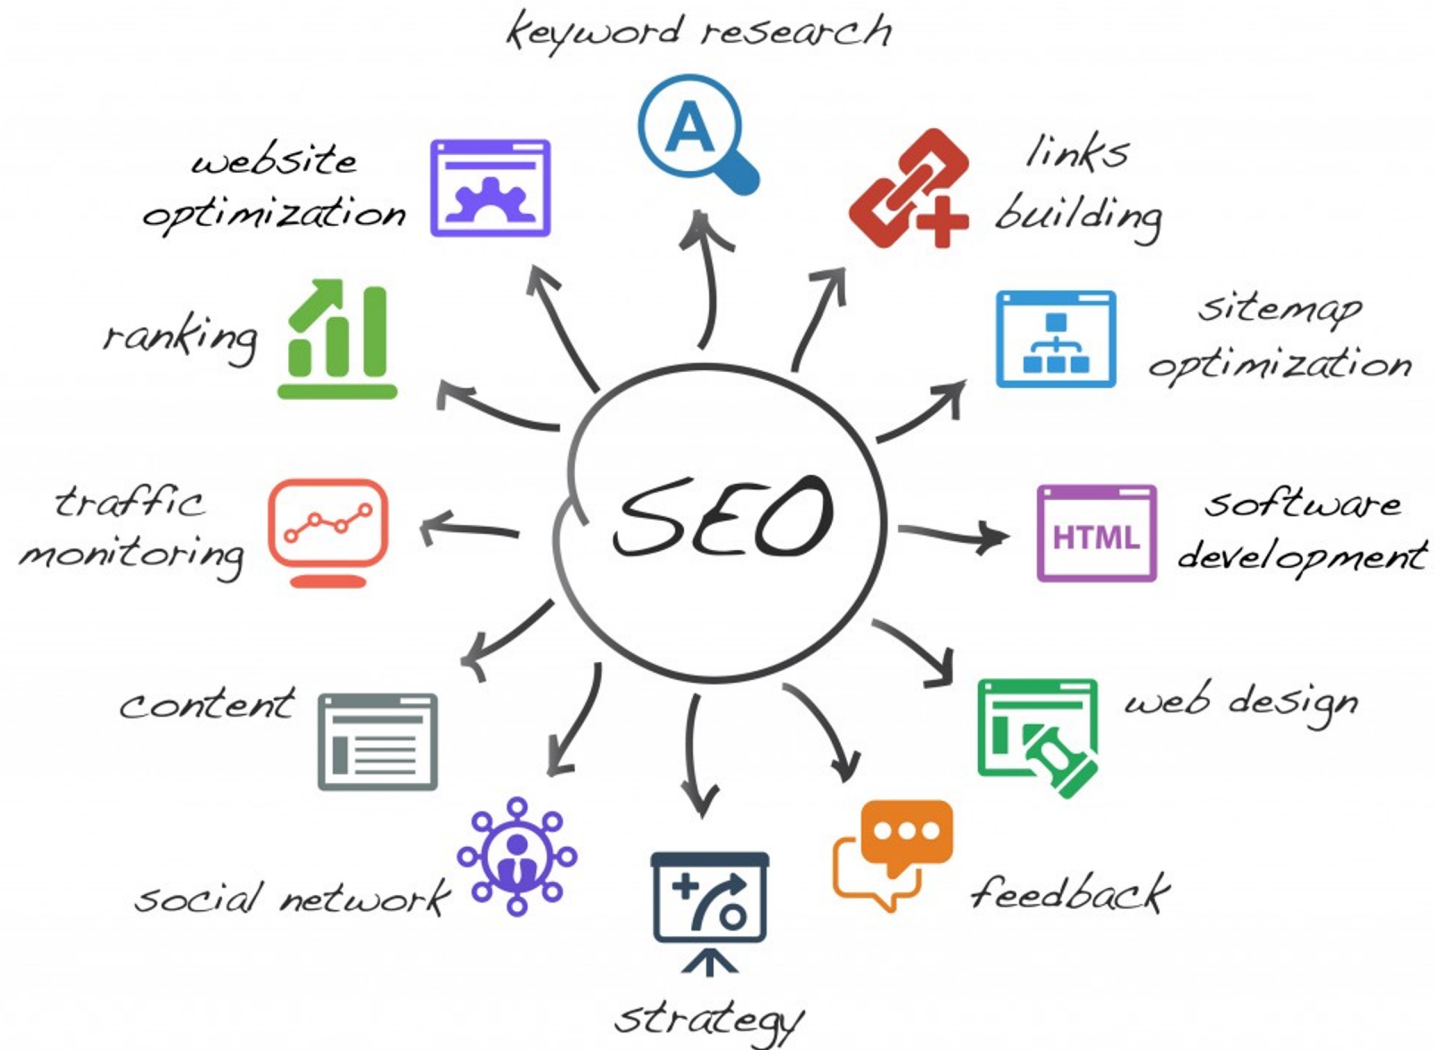 keyword research
A
links
building
sitemap
optimization
HTML
software
development
web design
feedback
strategy
social network
content
traffic
monitoring
ranking
website
optimization
SEO